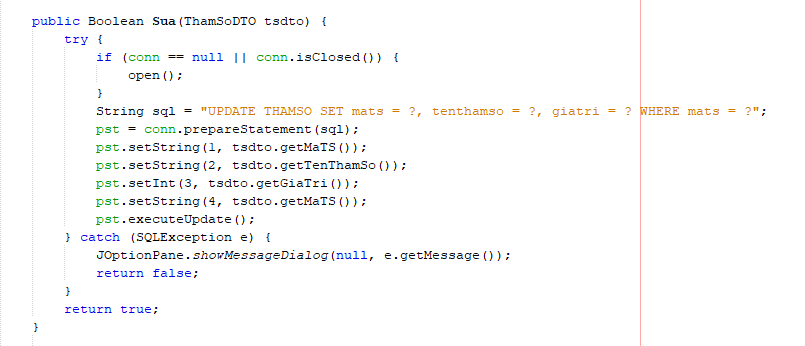 public Boolean Sua(ThamSoDTO tsdto) {
    try {
        if (conn == null || conn.isClosed()) {
            open();
        }
        String sql = "UPDATE THAMSO SET mats = ?, tenthamso = ?, giatri = ? WHERE mats = ?";
        pst = conn.prepareStatement(sql);
        pst.setString(1, tsdto.getMaTS());
        pst.setString(2, tsdto.getTenThamSo());
        pst.setInt(3, tsdto.getGiaTri());
        pst.setString(4, tsdto.getMaTS());
        pst.executeUpdate();
    } catch (SQLException e) {
        JOptionPane.showMessageDialog(null, e.getMessage());
        return false;
    }
    return true;
}